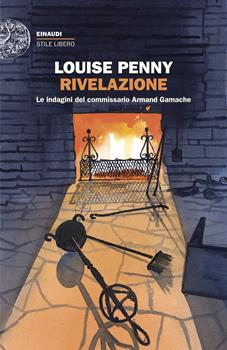 EINAUDI
STILE LIBERO
LOUISE PENNY
RIVELAZIONE
Le indagini del commissario Armand Gamache